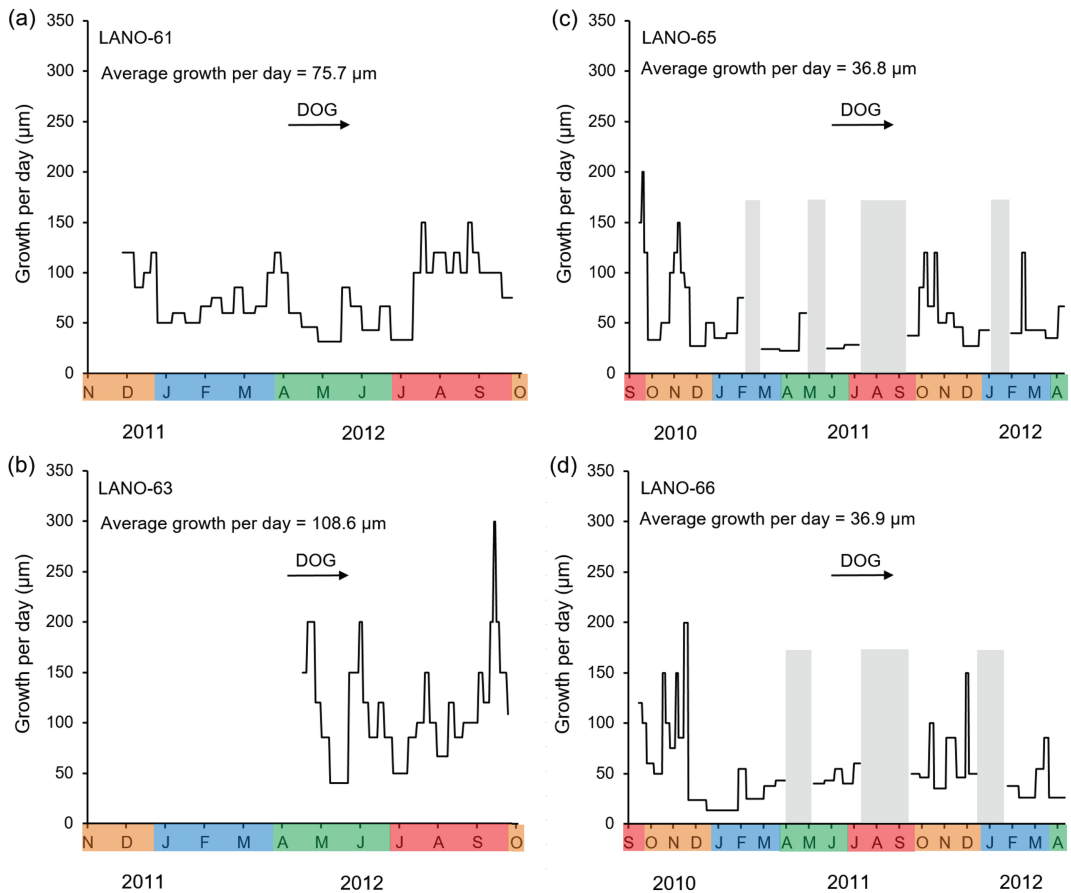 (a)
LANO-61
Average growth per day = 75.7 µm
DOG
Growth per day (µm)
350
300
250
200
150
100
50
0
N D J F M A M J J A S O
2011 2012
(c)
LANO-65
Average growth per day = 36.8 µm
DOG
Growth per day (µm)
350
300
250
200
150
100
50
0
S O N D J F M A M J J A S O N D J F M A
2010 2011 2012
(b)
LANO-63
Average growth per day = 108.6 µm
DOG
Growth per day (µm)
350
300
250
200
150
100
50
0
N D J F M A M J J A S O
2011 2012
(d)
LANO-66
Average growth per day = 36.9 µm
DOG
Growth per day (µm)
350
300
250
200
150
100
50
0
S O N D J F M A M J J A S O N D J F M A
2010 2011 2012